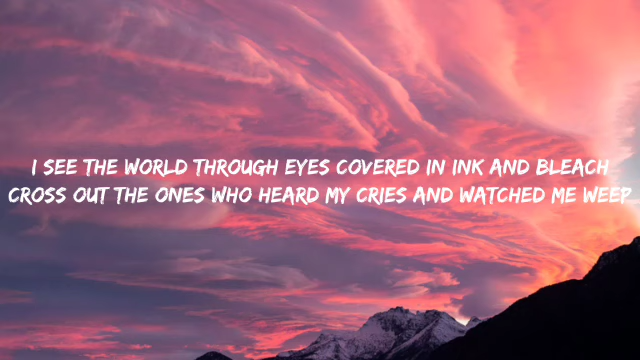 I SEE THE WORLD THROUGH EYES COVERED IN INK AND BLEACH
CROSS OUT THE ONES WHO HEARD MY CRIES AND WATCHED ME WEEP